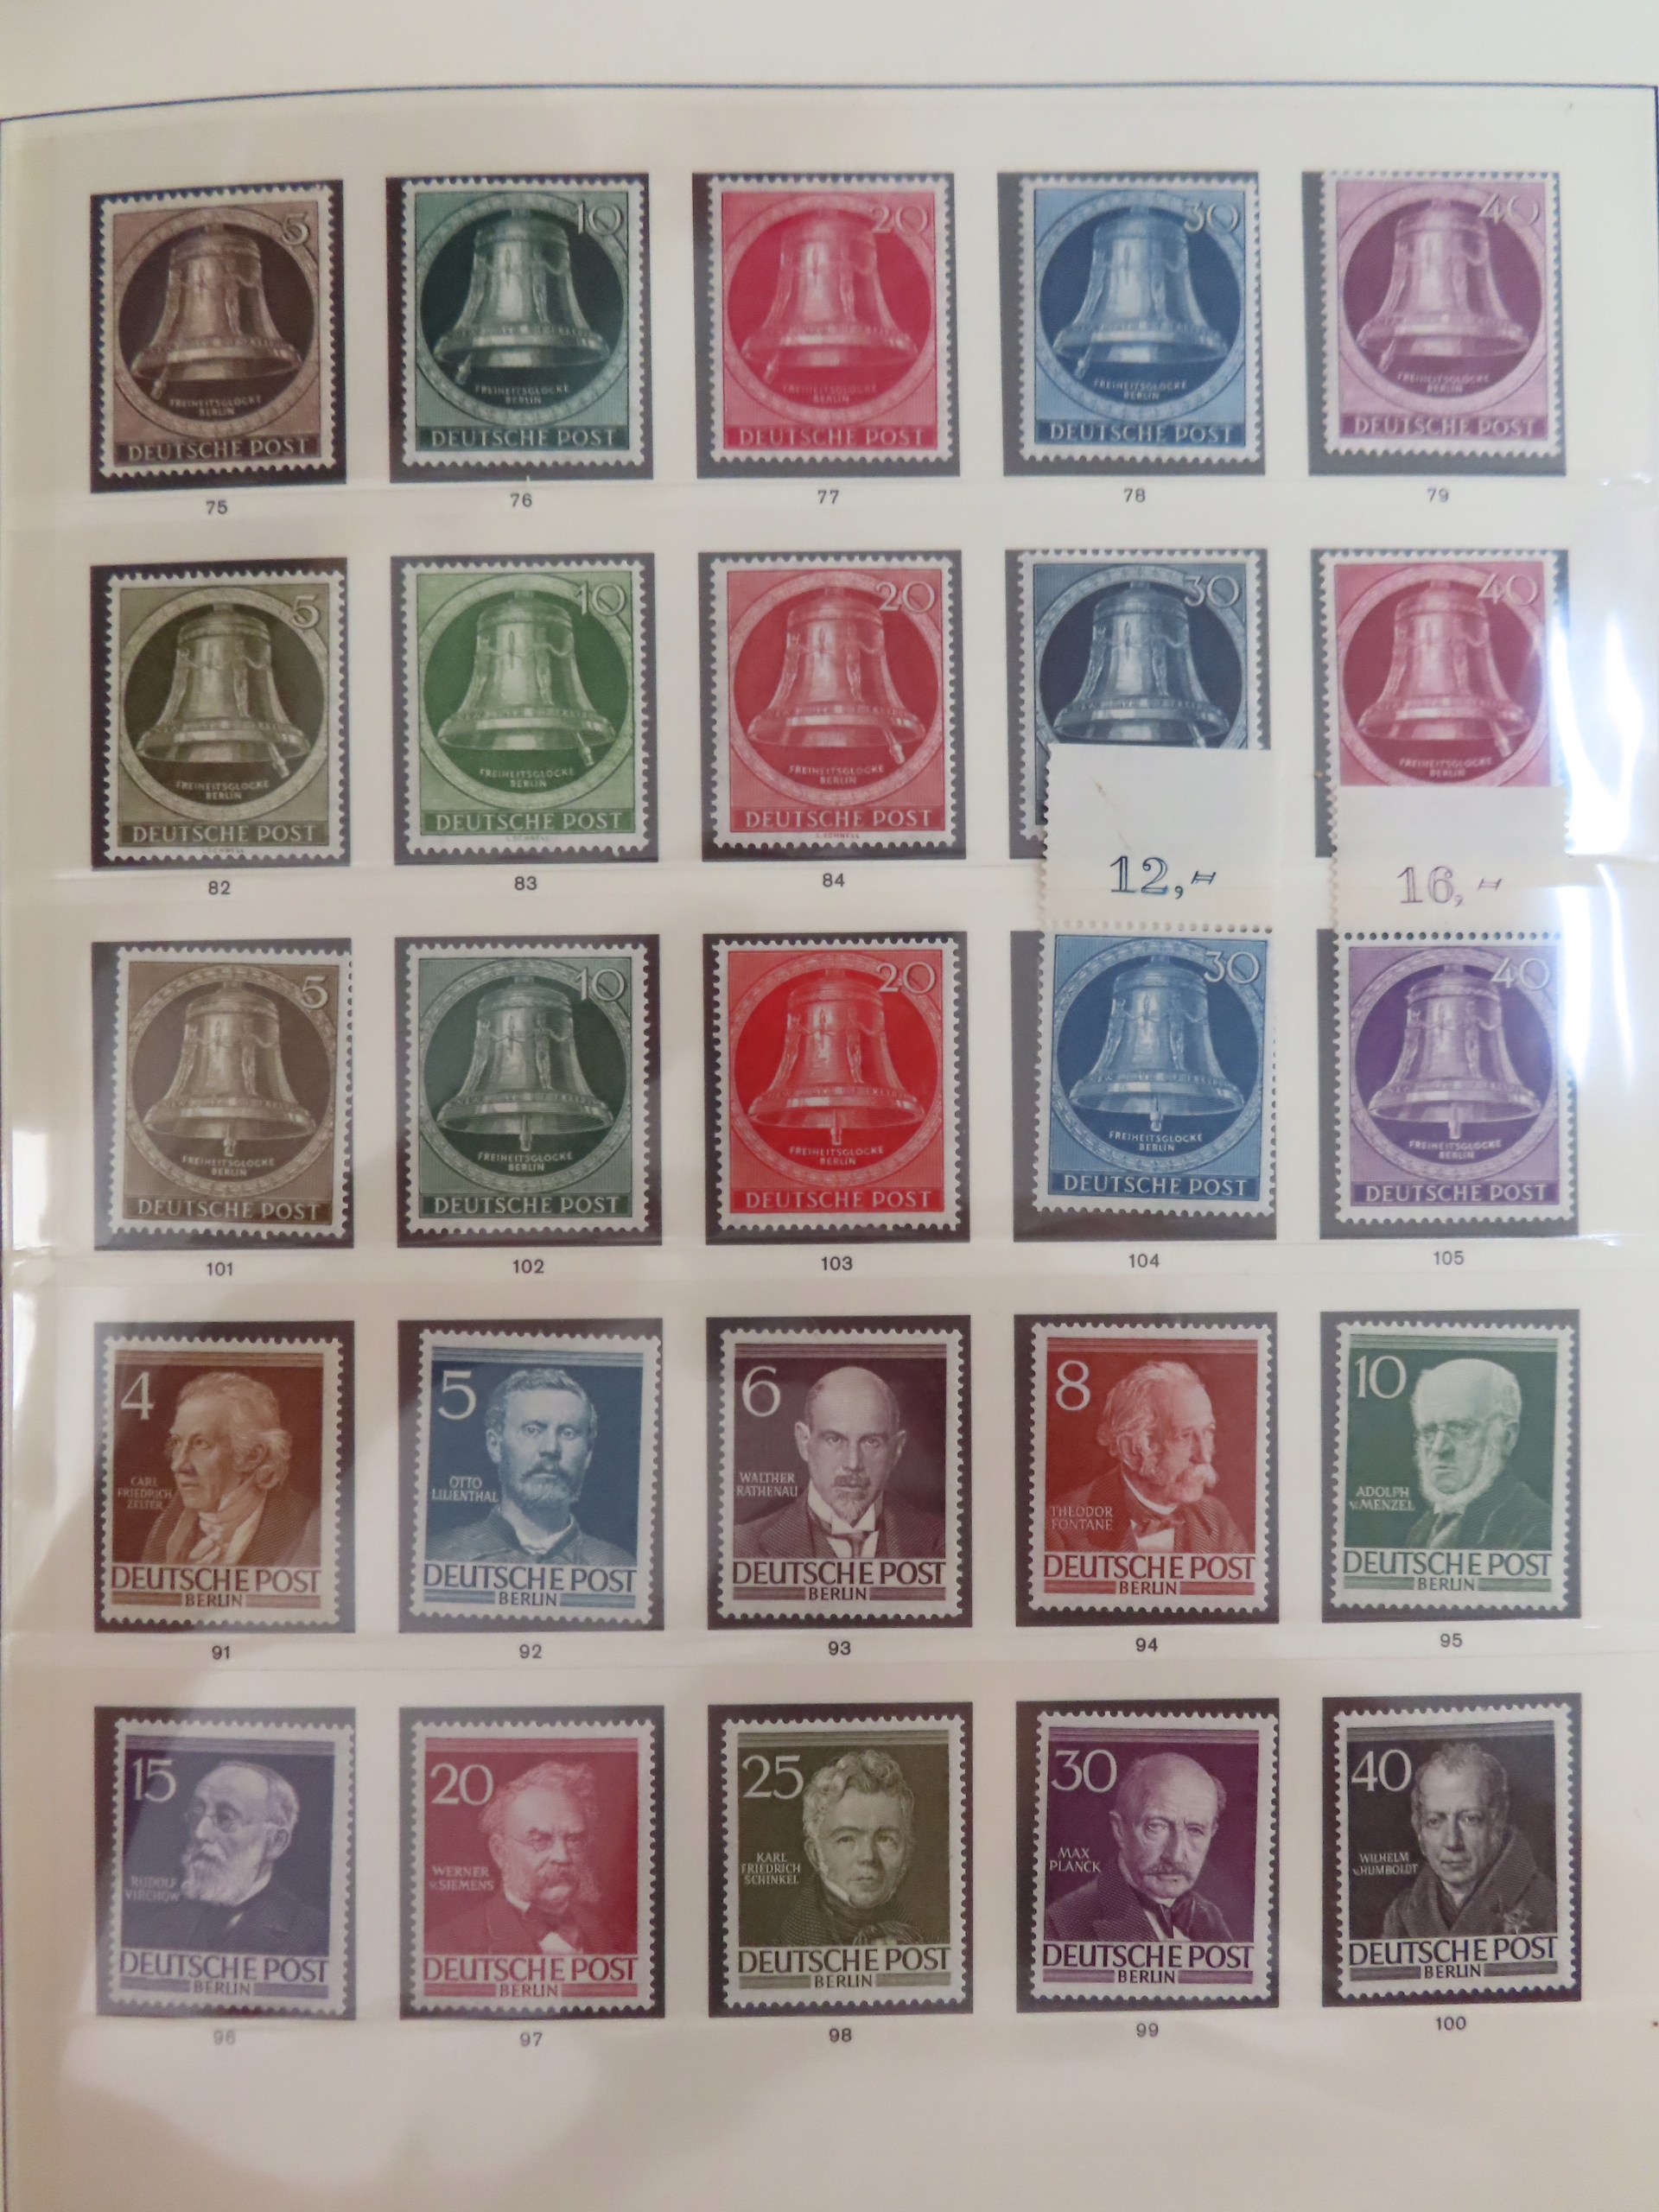 5
FREIHEITSGLOCKE
BERLIN
DEUTSCHE POST
75
10
FREIHEITSGLOCKE
BERLIN
DEUTSCHE POST
76
20
FREIHEITSGLOCKE
BERLIN
DEUTSCHE POST
77
30
FREIHEITSGLOCKE
BERLIN
DEUTSCHE POST
78
40
FREIHEITSGLOCKE
BERLIN
DEUTSCHE POST
79
5
FREIHEITSGLOCKE
BERLIN
DEUTSCHE POST
L.SCHNELL
82
10
FREIHEITSGLOCKE
BERLIN
DEUTSCHE POST
L.SCHNELL
83
20
FREIHEITSGLOCKE
BERLIN
DEUTSCHE POST
L.SCHNELL
84
30
40
FREIHEITSGLOCKE
BERLIN
5
FREIHEITSGLOCKE
BERLIN
DEUTSCHE POST
101
10
FREIHEITSGLOCKE
BERLIN
DEUTSCHE POST
102
20
FREIHEITSGLOCKE
BERLIN
DEUTSCHE POST
103
12,-
30
FREIHEITSGLOCKE
BERLIN
DEUTSCHE POST
104
16,-
40
FREIHEITSGLOCKE
BERLIN
DEUTSCHE POST
105
4
CARL
FRIEDRICH
ZELTER
DEUTSCHE POST
BERLIN
91
5
OTTO
LILIENTHAL
DEUTSCHE POST
BERLIN
92
6
WALTHER
RATHENAU
DEUTSCHE POST
BERLIN
93
8
THEODOR
FONTANE
DEUTSCHE POST
BERLIN
94
10
ADOLPH
v. MENZEL
DEUTSCHE POST
BERLIN
95
15
RUDOLF
VIRCHOW
DEUTSCHE POST
BERLIN
96
20
WERNER
v. SIEMENS
DEUTSCHE POST
BERLIN
97
25
KARL
FRIEDRICH
SCHINKEL
DEUTSCHE POST
BERLIN
98
30
MAX
PLANCK
DEUTSCHE POST
BERLIN
99
40
WILHELM
v. HUMBOLDT
DEUTSCHE POST
BERLIN
100